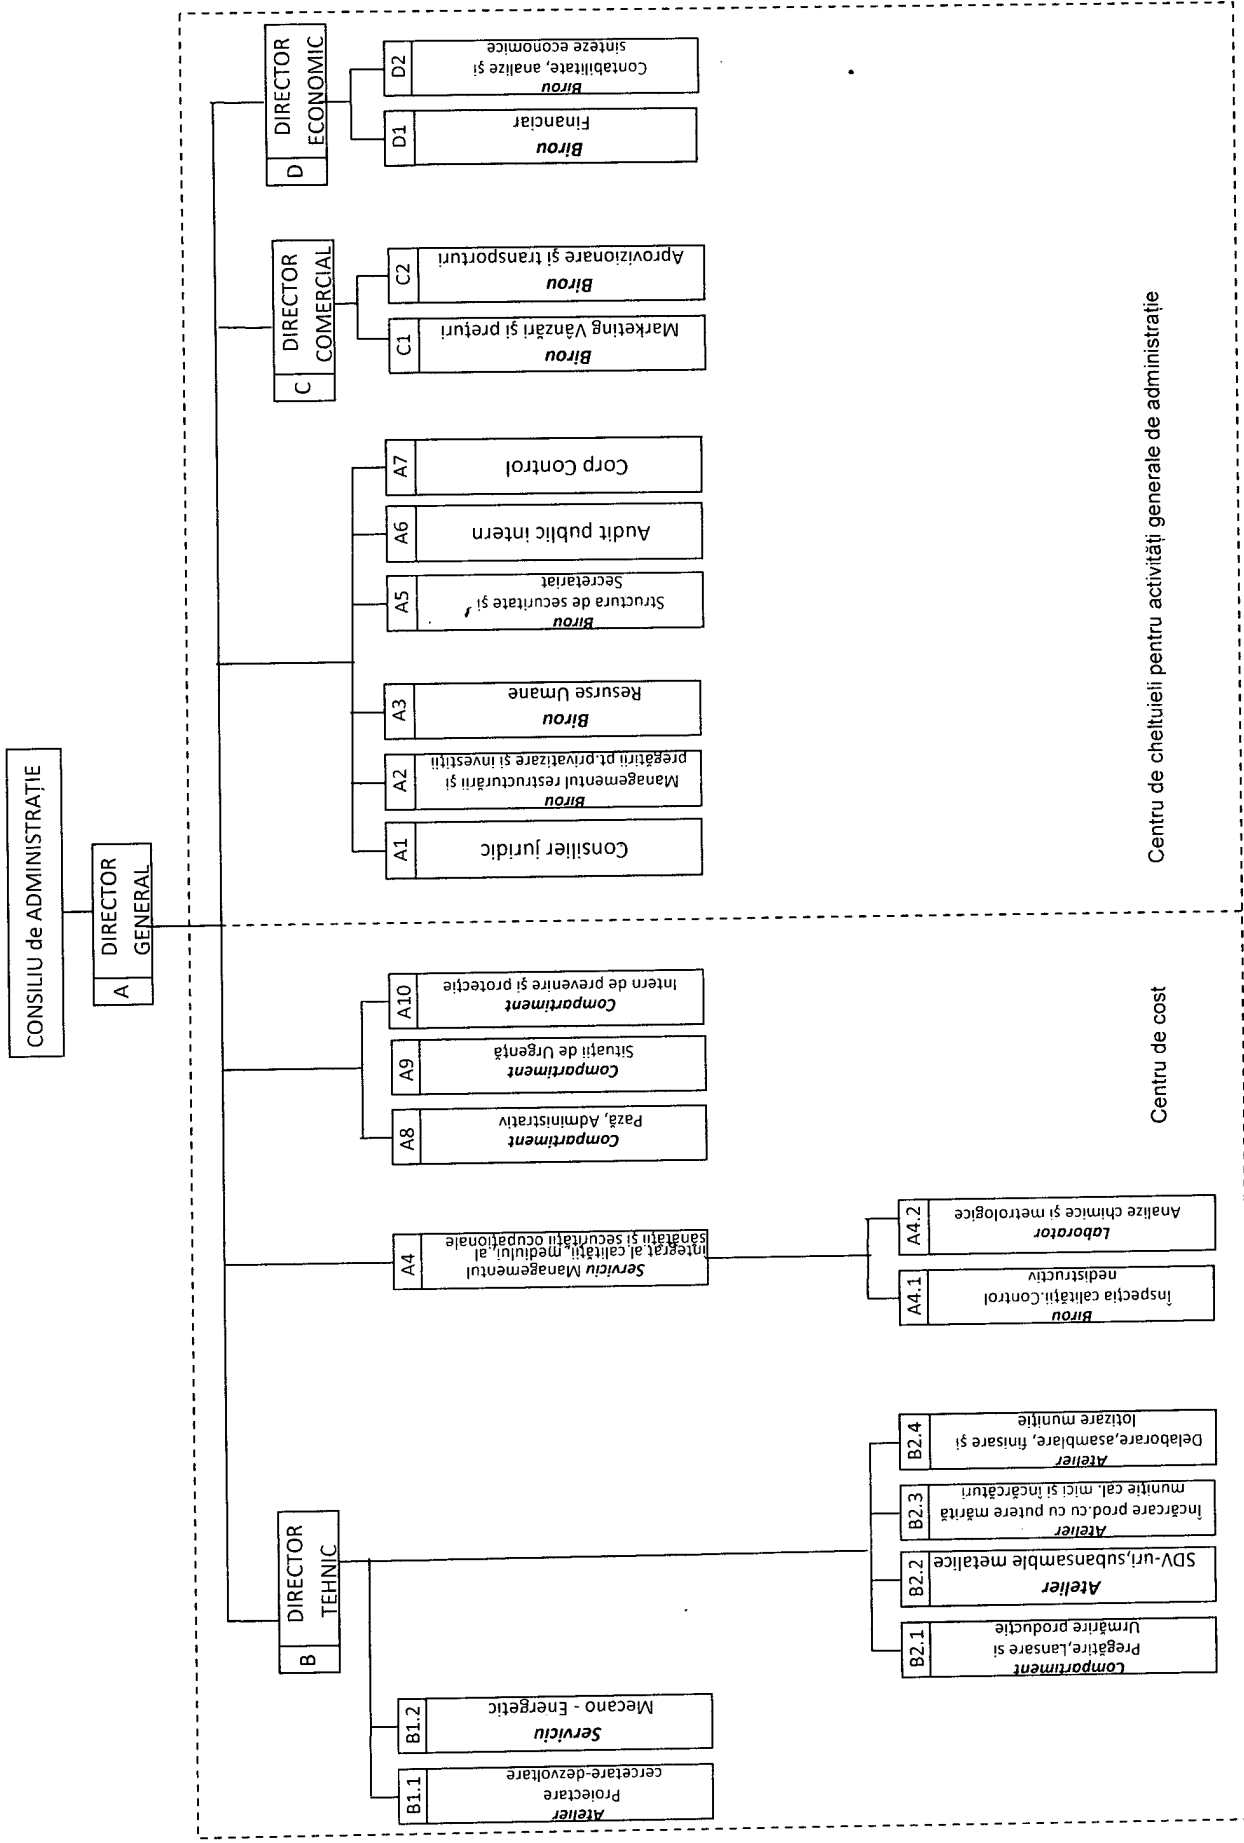 CONSILIU de ADMINISTRAȚIE
A
DIRECTOR
GENERAL
B
DIRECTOR
TEHNIC
C
DIRECTOR
COMERCIAL
D
DIRECTOR
ECONOMIC
B1.1
Atelier
Proiectare
cercetare-dezvoltare
B1.2
Serviciu
Mecano - Energetic
A4
Serviciu Managementul
integrat al calității, mediului, al
sănătății și securității ocupaționale
A8
Compartiment
Pază, Administrativ
A9
Compartiment
Situații de Urgență
A10
Compartiment
Intern de prevenire și protecție
A1
Consilier juridic
A2
Birou
Managementul restructurării și
pregătirii pt.privatizare si investiții
A3
Birou
Resurse Umane
A5
Birou
Structura de securitate și
Secretariat
A6
Audit public intern
A7
Corp Control
C1
Birou
Marketing Vânzări și prețuri
C2
Birou
Aprovizionare și transporturi
D1
Birou
Financiar
D2
Birou
Contabilitate, analize și
sinteze economice
B2.1
Compartiment
Pregătire,Lansare si
Urmărire producție
B2.2
Atelier
SDV-uri,subansamble metalice
B2.3
Atelier
Încărcare prod.cu cu putere mărită
muniție cal. mici și încărcături
B2.4
Atelier
Delaborare,asamblare, finisare și
lotizare muniție
A4.1
Birou
Înspecția calității.Control
nedistructiv
A4.2
Laborator
Analize chimice și metrologice
Centru de cost
Centru de cheltuieli pentru activități generale de administrație